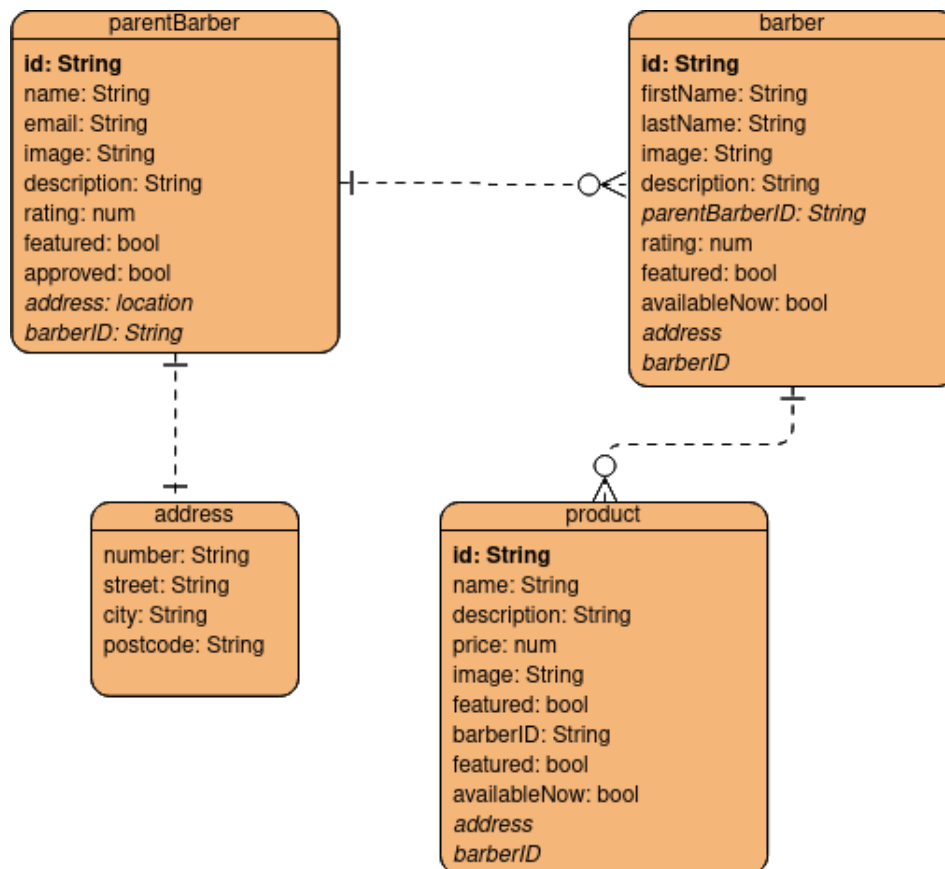 parentBarber
id: String
name: String
email: String
image: String
description: String
rating: num
featured: bool
approved: bool
address: location
barberID: String
barber
id: String
firstName: String
lastName: String
image: String
description: String
parentBarberID: String
rating: num
featured: bool
availableNow: bool
address
barberID
address
number: String
street: String
city: String
postcode: String
product
id: String
name: String
description: String
price: num
image: String
featured: bool
barberID: String
featured: bool
availableNow: bool
address
barberID